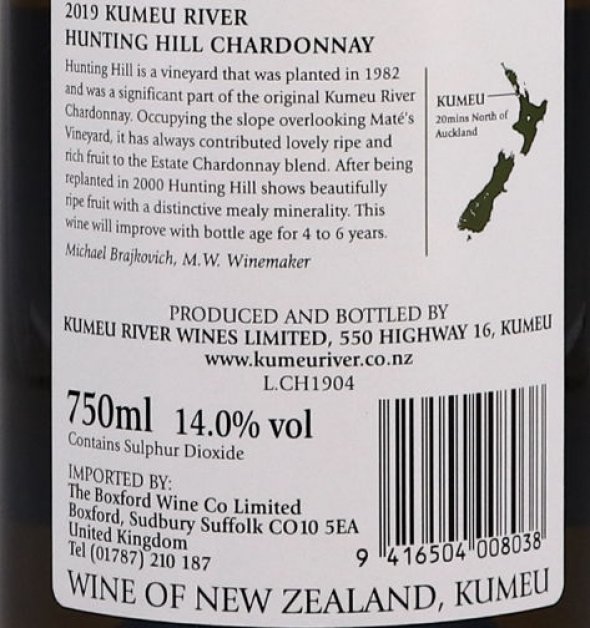 2019 KUMEU RIVER
HUNTING HILL CHARDONNAY
Hunting Hill is a vineyard that was planted in 1982
and was a significant part of the original Kumeu River
Chardonnay. Occupying the slope overlooking Maté's
Vineyard, it has always contributed lovely ripe and
rich fruit to the Estate Chardonnay blend. After being
replanted in 2000 Hunting Hill shows beautifully
ripe fruit with a distinctive mealy minerality. This
wine will improve with bottle age for 4 to 6 years.
Michael Brajkovich, M.W. Winemaker
KUMEU
20mins North of
Auckland
PRODUCED AND BOTTLED BY
KUMEU RIVER WINES LIMITED, 550 HIGHWAY 16, KUMEU
www.kumeuriver.co.nz
L.CH1904
750ml 14.0% vol
Contains Sulphur Dioxide
IMPORTED BY:
The Boxford Wine Co Limited
Boxford, Sudbury Suffolk CO10 5EA
United Kingdom
Tel (01787) 210 187
9 416504 008038
WINE OF NEW ZEALAND, KUMEU